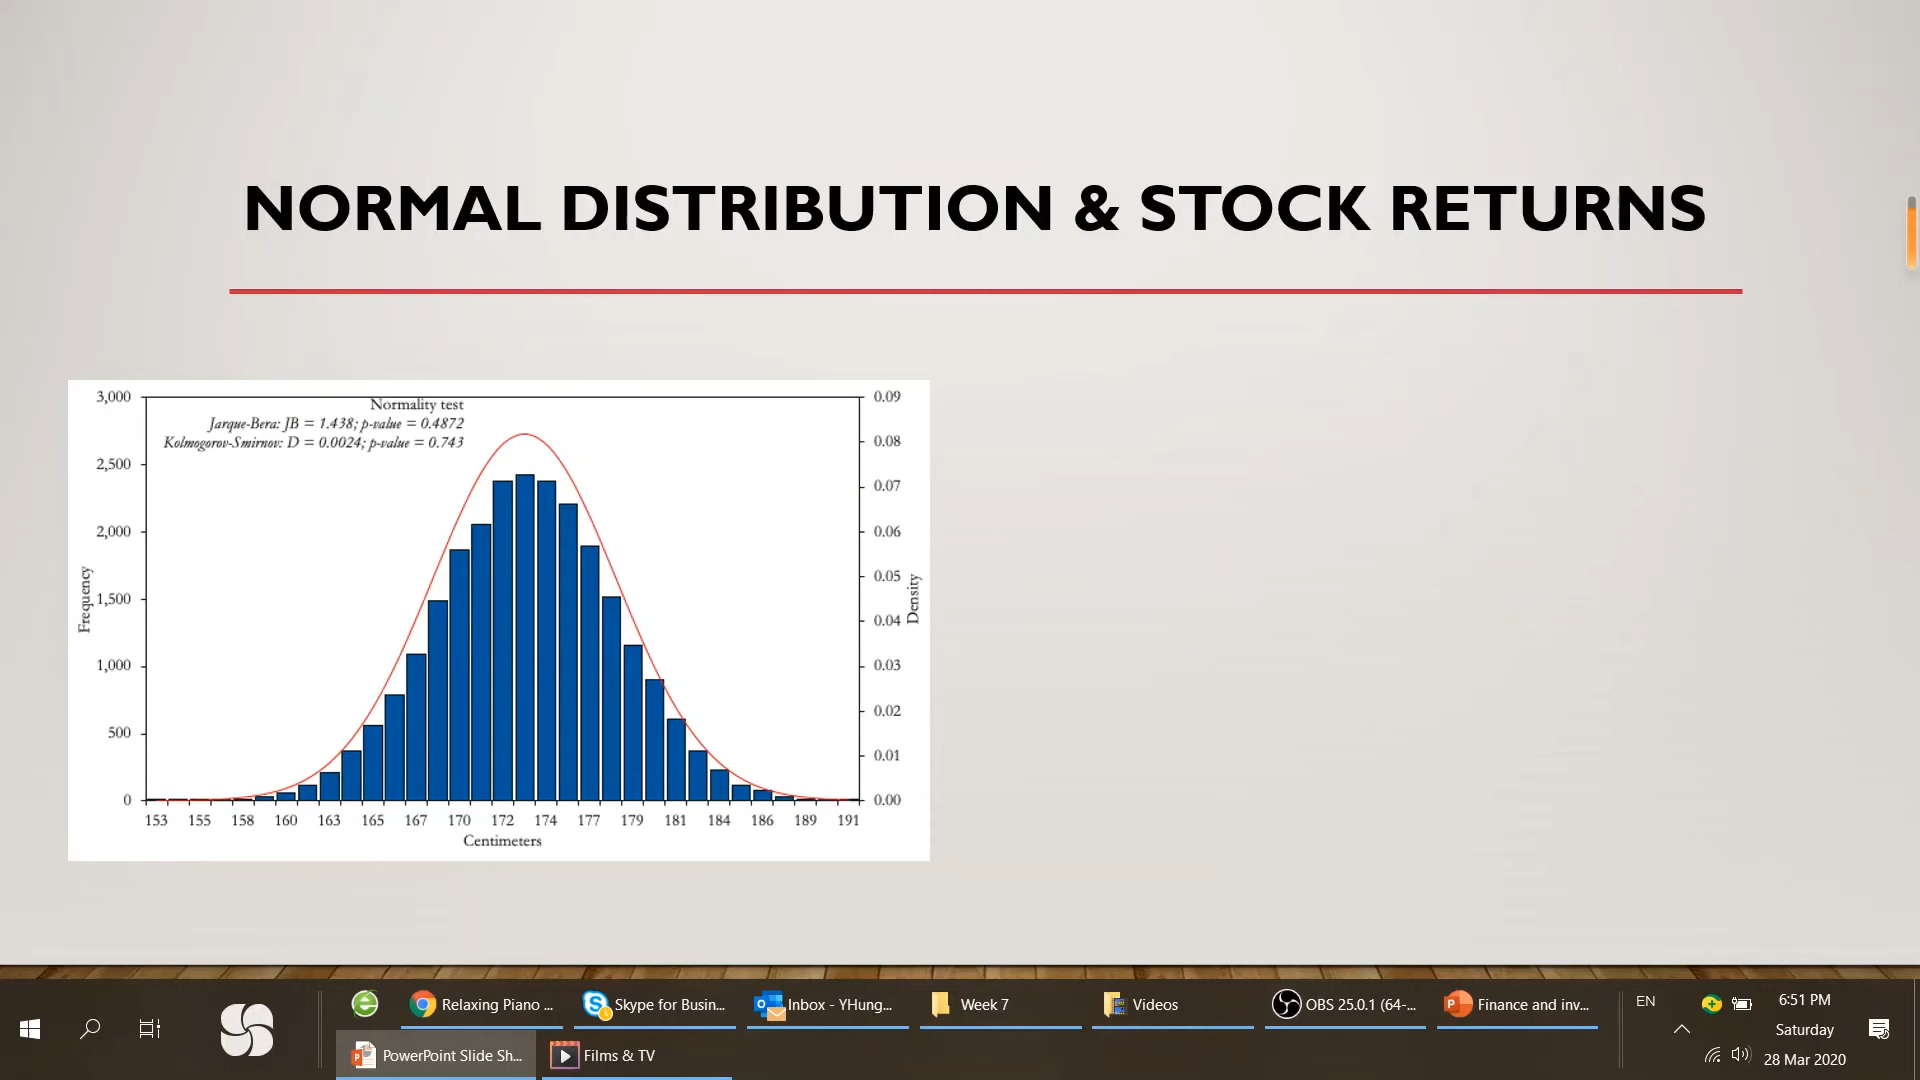 NORMAL DISTRIBUTION & STOCK RETURNS
Normality test
Jarque-Bera: JB = 1.438; p-value = 0.4872
Kolmogorov-Smirnov: D = 0.0024; p-value = 0.743
3,000
2,500
2,000
1,500
1,000
500
0
Frequency
0.09
0.08
0.07
0.06
0.05
0.04
0.03
0.02
0.01
0.00
Density
153 155 158 160 163 165 167 170 172 174 177 179 181 184 186 189 191
Centimeters
Relaxing Piano ...
Skype for Busin...
Inbox - YHung...
Week 7
Videos
OBS 25.0.1 (64-...
Finance and inv...
PowerPoint Slide Sh...
Films & TV
EN
6:51 PM
Saturday
28 Mar 2020